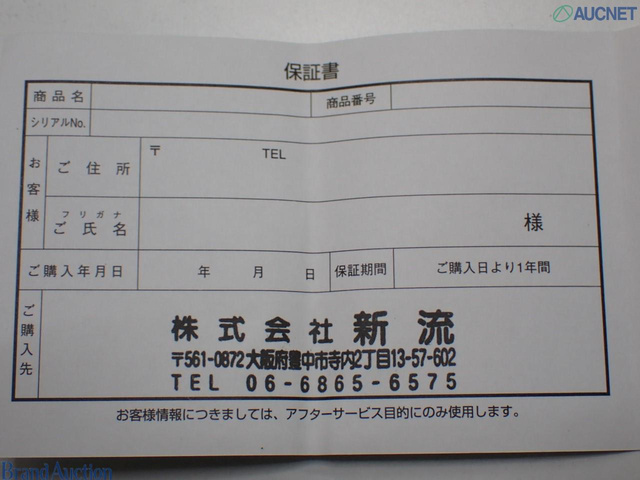 AUCNET
保証書
商品名 商品番号
シリアルNo.
お客様
ご住所 〒 TEL
フリガナ
ご氏名 様
ご購入年月日 年 月 日 保証期間 ご購入日より1年間
ご購入先
株式会社 新流
〒561-0872 大阪府豊中市寺内2丁目13-57-602
TEL 06-6865-6575
お客様情報につきましては、アフターサービス目的にのみ使用します。
Brand Auction